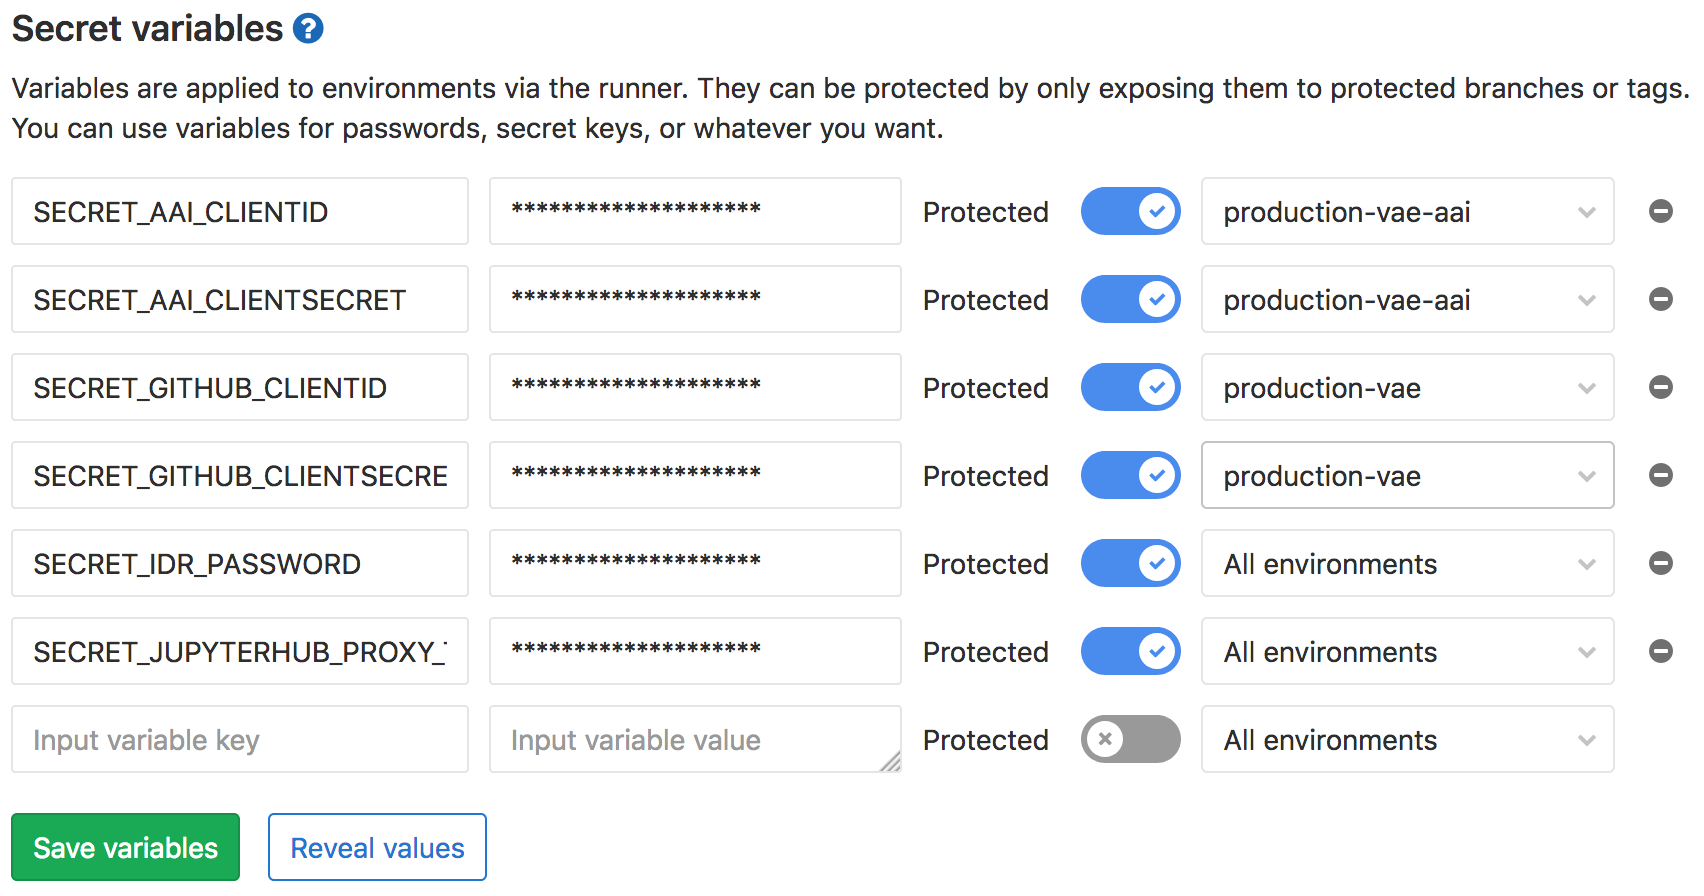 Secret variables ?
Variables are applied to environments via the runner. They can be protected by only exposing them to protected branches or tags.
You can use variables for passwords, secret keys, or whatever you want.
SECRET_AAI_CLIENTID ******************** Protected production-vae-aai
SECRET_AAI_CLIENTSECRET ******************** Protected production-vae-aai
SECRET_GITHUB_CLIENTID ******************** Protected production-vae
SECRET_GITHUB_CLIENTSECRE ******************** Protected production-vae
SECRET_IDR_PASSWORD ******************** Protected All environments
SECRET_JUPYTERHUB_PROXY_ ******************** Protected All environments
Input variable key Input variable value Protected All environments
Save variables Reveal values